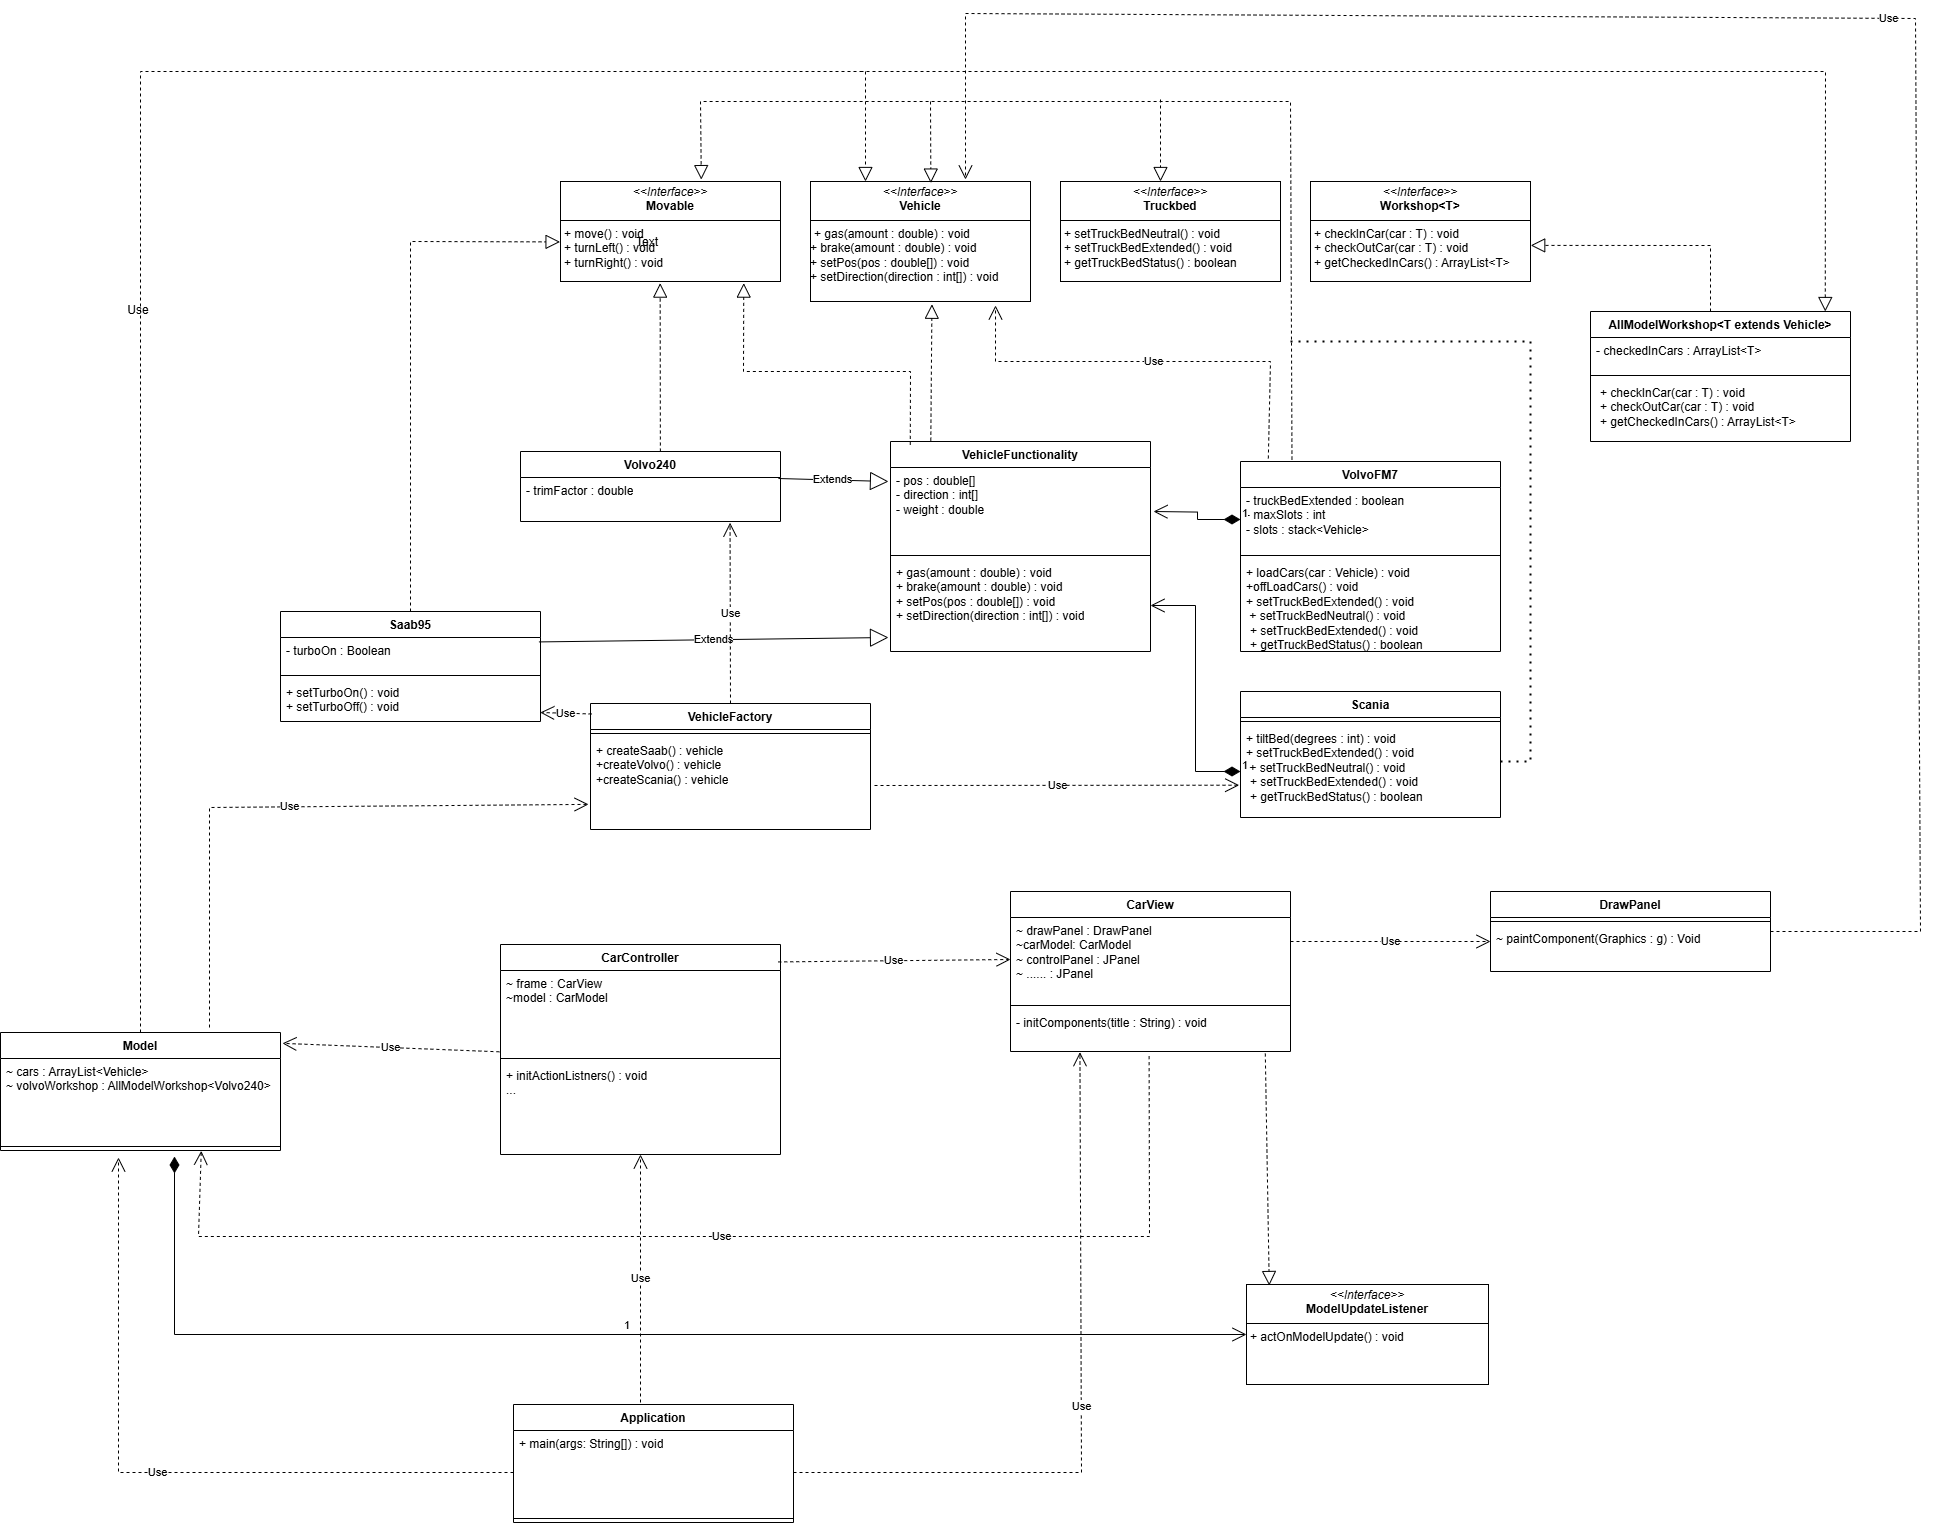 Use
<<Interface>>
Movable
+ move() : void
Text
+ turnLeft() : void
+ turnRight() : void
<<Interface>>
Vehicle
+ gas(amount : double) : void
+ brake(amount : double) : void
+ setPos(pos : double[]) : void
+ setDirection(direction : int[]) : void
<<Interface>>
Truckbed
+ setTruckBedNeutral() : void
+ setTruckBedExtended() : void
+ getTruckBedStatus() : boolean
<<Interface>>
Workshop<T>
+ checkInCar(car : T) : void
+ checkOutCar(car : T) : void
+ getCheckedInCars() : ArrayList<T>
Use
AllModelWorkshop<T extends Vehicle>
- checkedInCars : ArrayList<T>
+ checkInCar(car : T) : void
+ checkOutCar(car : T) : void
+ getCheckedInCars() : ArrayList<T>
Use
Volvo240
- trimFactor : double
Extends
VehicleFunctionality
- pos : double[]
- direction : int[]
- weight : double
+ gas(amount : double) : void
+ brake(amount : double) : void
+ setPos(pos : double[]) : void
+ setDirection(direction : int[]) : void
VolvoFM7
- truckBedExtended : boolean
1
- maxSlots : int
- slots : stack<Vehicle>
+ loadCars(car : Vehicle) : void
+offLoadCars() : void
+ setTruckBedExtended() : void
+ setTruckBedNeutral() : void
+ setTruckBedExtended() : void
+ getTruckBedStatus() : boolean
Use
Saab95
- turboOn : Boolean
+ setTurboOn() : void
+ setTurboOff() : void
Extends
Use
VehicleFactory
+ createSaab() : vehicle
+createVolvo() : vehicle
+createScania() : vehicle
Use
Scania
+ tiltBed(degrees : int) : void
+ setTruckBedExtended() : void
1
+ setTruckBedNeutral() : void
+ setTruckBedExtended() : void
+ getTruckBedStatus() : boolean
Use
CarController
~ frame : CarView
~model : CarModel
+ initActionListners() : void
...
Use
CarView
~ drawPanel : DrawPanel
~carModel: CarModel
~ controlPanel : JPanel
~ ...... : JPanel
- initComponents(title : String) : void
Use
DrawPanel
~ paintComponent(Graphics : g) : Void
Model
~ cars : ArrayList<Vehicle>
~ volvoWorkshop : AllModelWorkshop<Volvo240>
Use
Use
Use
1
<<Interface>>
ModelUpdateListener
+ actOnModelUpdate() : void
Use
Application
+ main(args: String[]) : void
Use